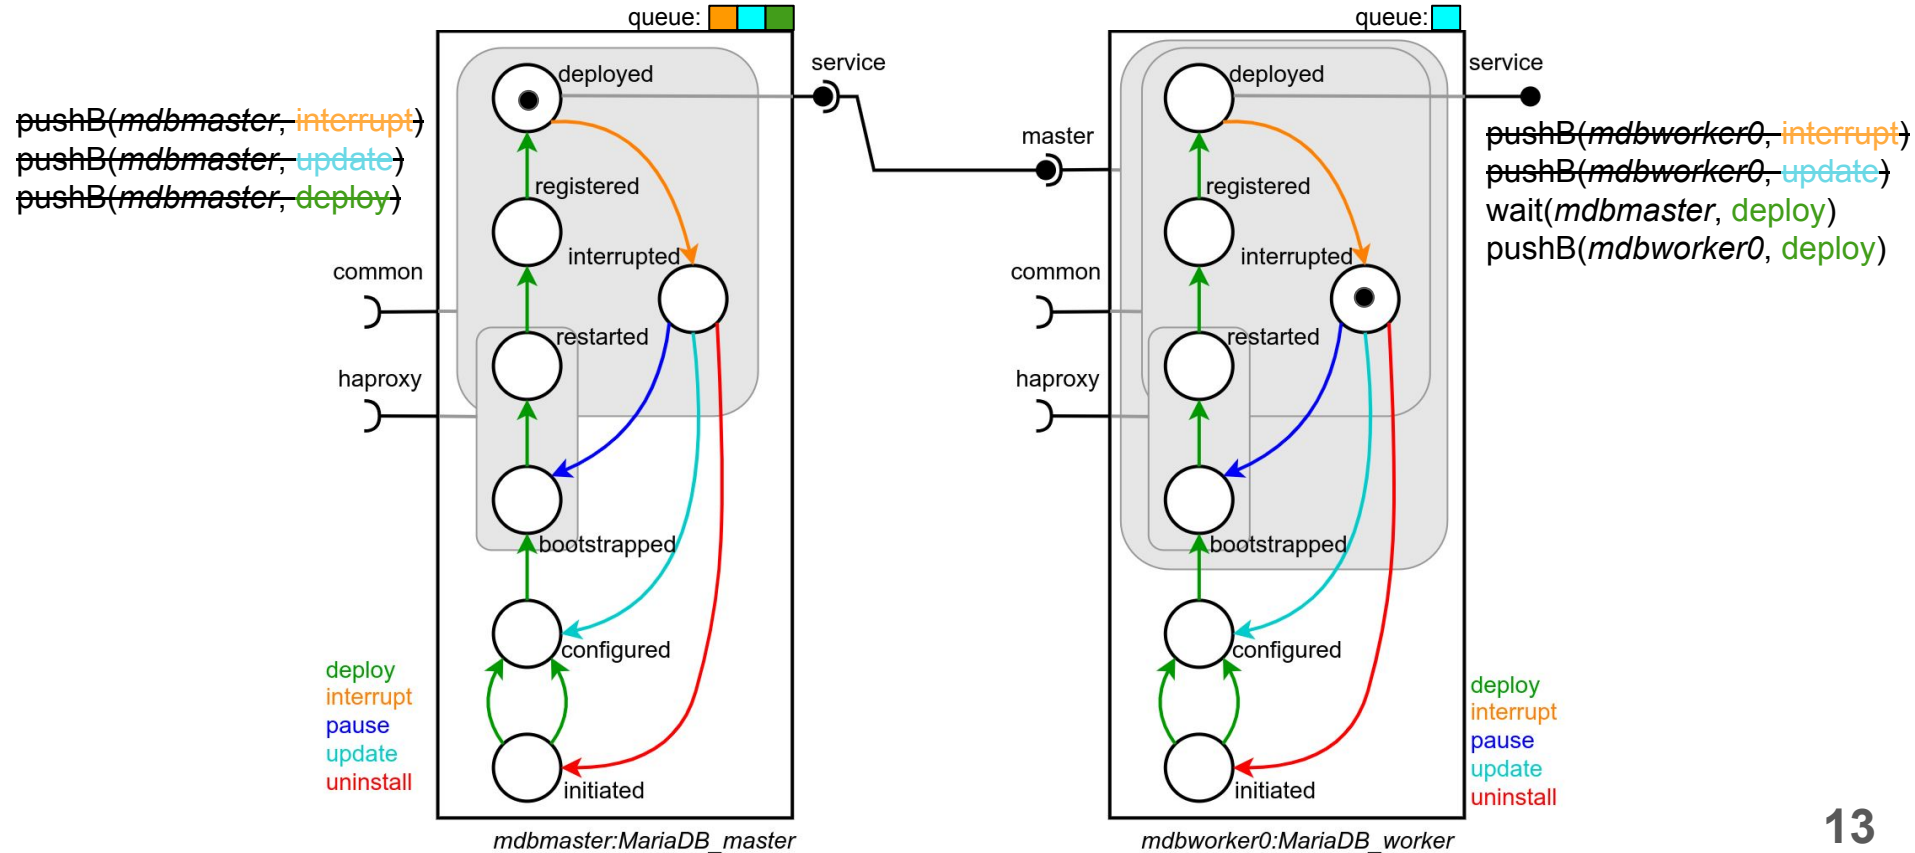 queue:
pushB(mdbmaster, interrupt)
pushB(mdbmaster, update)
pushB(mdbmaster, deploy)
deployed
service
registered
interrupted
common
restarted
haproxy
bootstrapped
configured
deploy
interrupt
pause
update
uninstall
initiated
mdbmaster:MariaDB_master
queue:
deployed
service
master
registered
interrupted
common
restarted
haproxy
bootstrapped
configured
initiated
mdbworker0:MariaDB_worker
pushB(mdbworker0, interrupt)
pushB(mdbworker0, update)
wait(mdbmaster, deploy)
pushB(mdbworker0, deploy)
deploy
interrupt
pause
update
uninstall
13